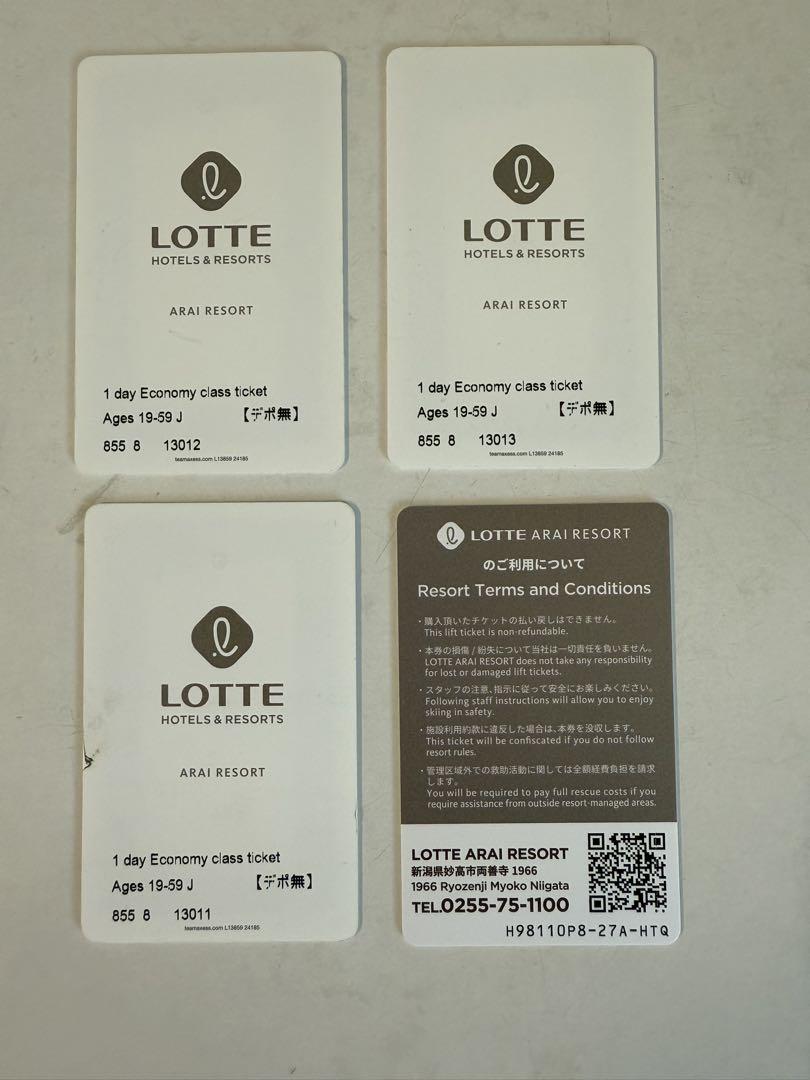 LOTTE
HOTELS & RESORTS
ARAI RESORT
1 day Economy class ticket
Ages 19-59 J 【デポ無】
855 8 13012
teamaxess.com L13859 24185
LOTTE
HOTELS & RESORTS
ARAI RESORT
1 day Economy class ticket
Ages 19-59 J 【デポ無】
855 8 13013
teamaxess.com L13859 24185
LOTTE
HOTELS & RESORTS
ARAI RESORT
1 day Economy class ticket
Ages 19-59 J 【デポ無】
855 8 13011
teamaxess.com L13859 24185
LOTTE ARAI RESORT
のご利用について
Resort Terms and Conditions
・購入頂いたチケットの払い戻しはできません。
This lift ticket is non-refundable.
・本券の損傷 / 紛失について当社は一切責任を負いません。
LOTTE ARAI RESORT does not take any responsibility
for lost or damaged lift tickets.
・スタッフの注意、指示に従って安全にお楽しみください。
Following staff instructions will allow you to enjoy
skiing in safety.
・施設利用約款に違反した場合は、本券を没収します。
This ticket will be confiscated if you do not follow
resort rules.
・管理区域外での救助活動に関しては全額経費負担を請求
します。
You will be required to pay full rescue costs if you
require assistance from outside resort-managed areas.
LOTTE ARAI RESORT
新潟県妙高市両善寺 1966
1966 Ryozenji Myoko Niigata
TEL.0255-75-1100
H98110P8-27A-HTQ